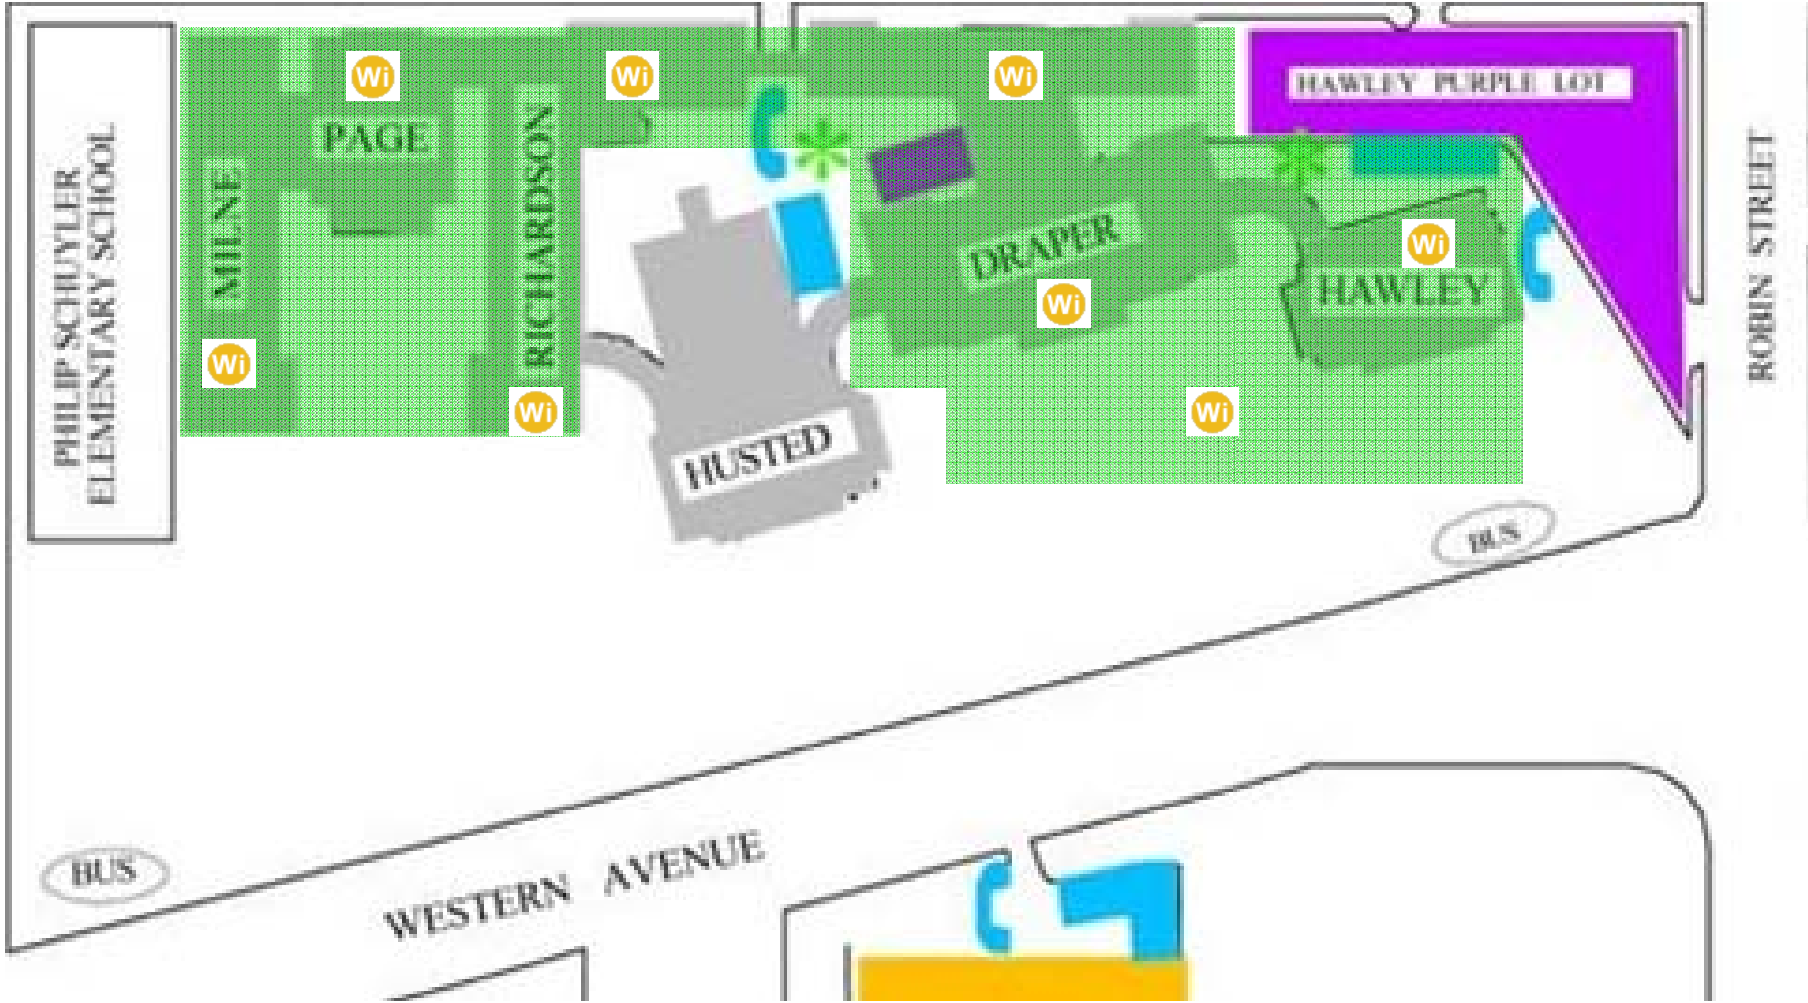 Wi
Wi
Wi
HAWLEY PURPLE LOT
PAGE
PHILIP SCHUYLER
ELEMENTARY SCHOOL
MILNE
RICHARDSON
DRAPER
Wi
HAWLEY
Wi
ROBIN STREET
Wi
Wi
Wi
HUSTED
BUS
BUS
WESTERN AVENUE